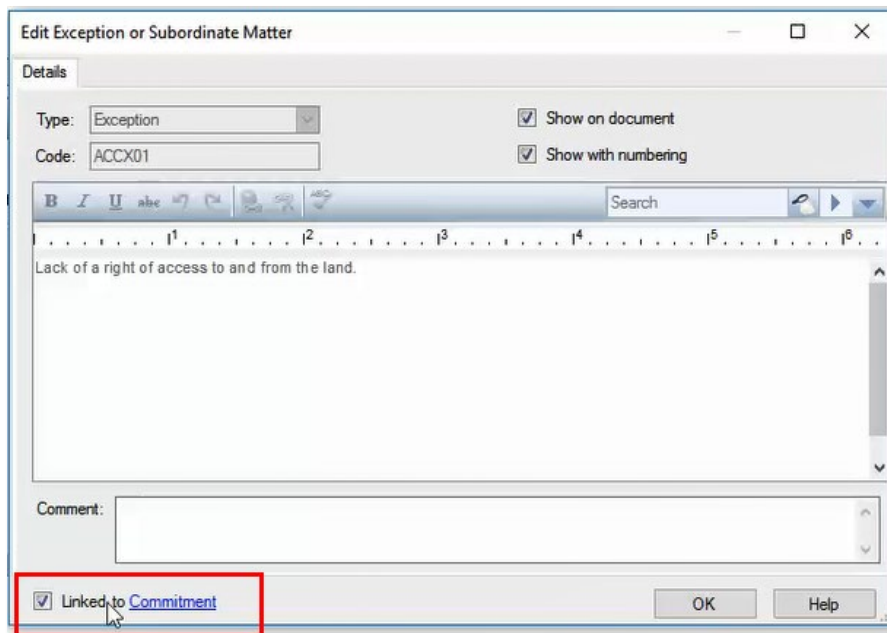 Edit Exception or Subordinate Matter
Details
Type: Exception
Show on document
Code: ACCX01
Show with numbering
B I U abc ABC Search
1 2 3 4 5 6
Lack of a right of access to and from the land.
Comment:
Linked to Commitment
OK Help